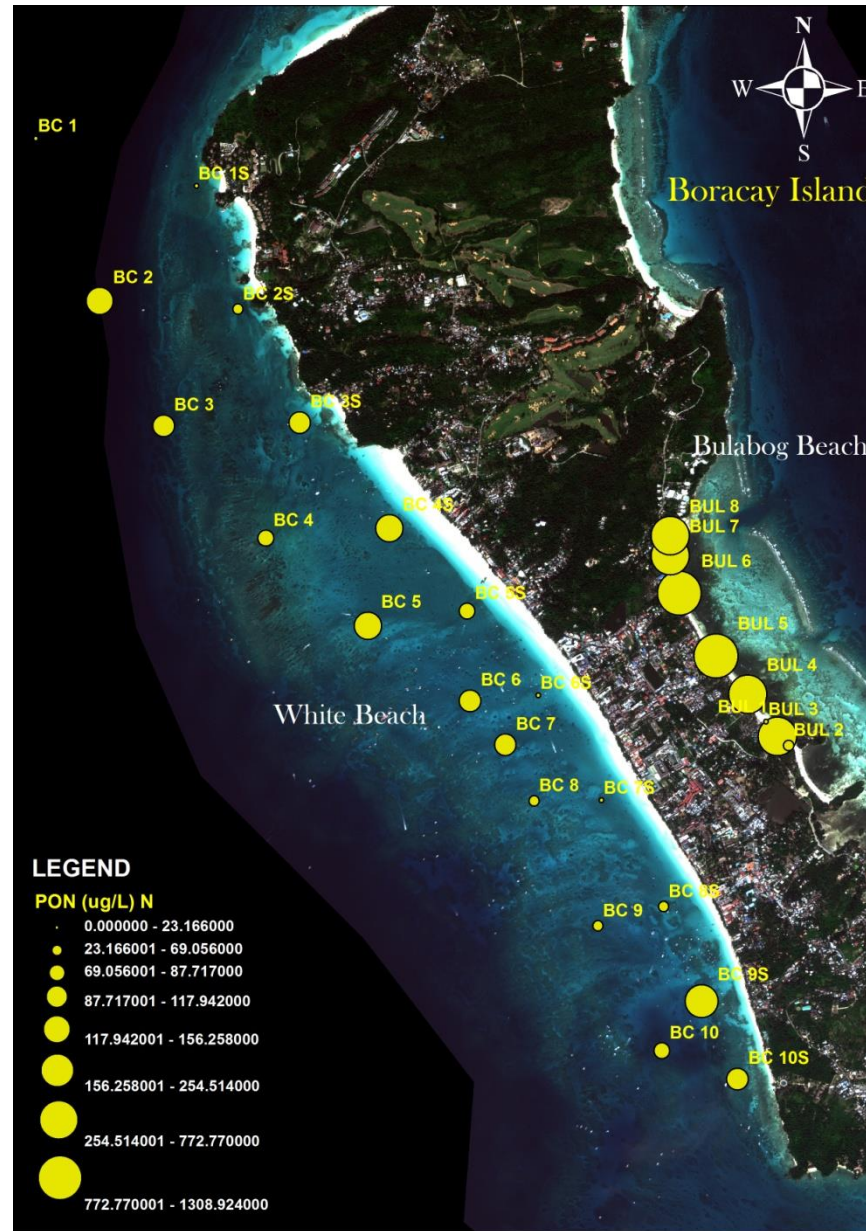 N
W E
S
Boracay Island
BC 1
BC 1S
BC 2
BC 2S
BC 3
BC 3S
Bulabog Beach
BC 4
BC 4S
BUL 8
BUL 7
BUL 6
BC 5
BC 5S
BUL 5
BUL 4
BC 6
BC 6S
White Beach
BUL 1
BUL 3
BUL 2
BC 7
BC 8
BC 7S
BC 9
BC 8S
BC 9S
BC 10
BC 10S
LEGEND
PON (ug/L) N
0.000000 - 23.166000
23.166001 - 69.056000
69.056001 - 87.717000
87.717001 - 117.942000
117.942001 - 156.258000
156.258001 - 254.514000
254.514001 - 772.770000
772.770001 - 1308.924000